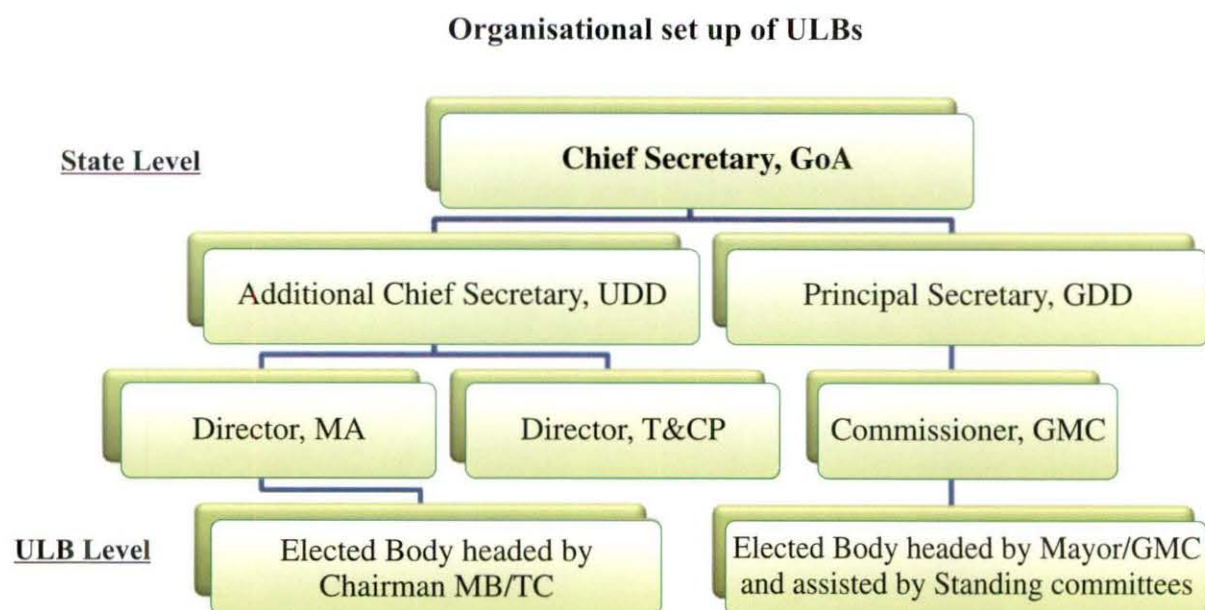 Organisational set up of ULBs
State Level
Chief Secretary, GoA
Additional Chief Secretary, UDD
Principal Secretary, GDD
Director, MA
Director, T&CP
Commissioner, GMC
ULB Level
Elected Body headed by
Chairman MB/TC
Elected Body headed by Mayor/GMC
and assisted by Standing committees